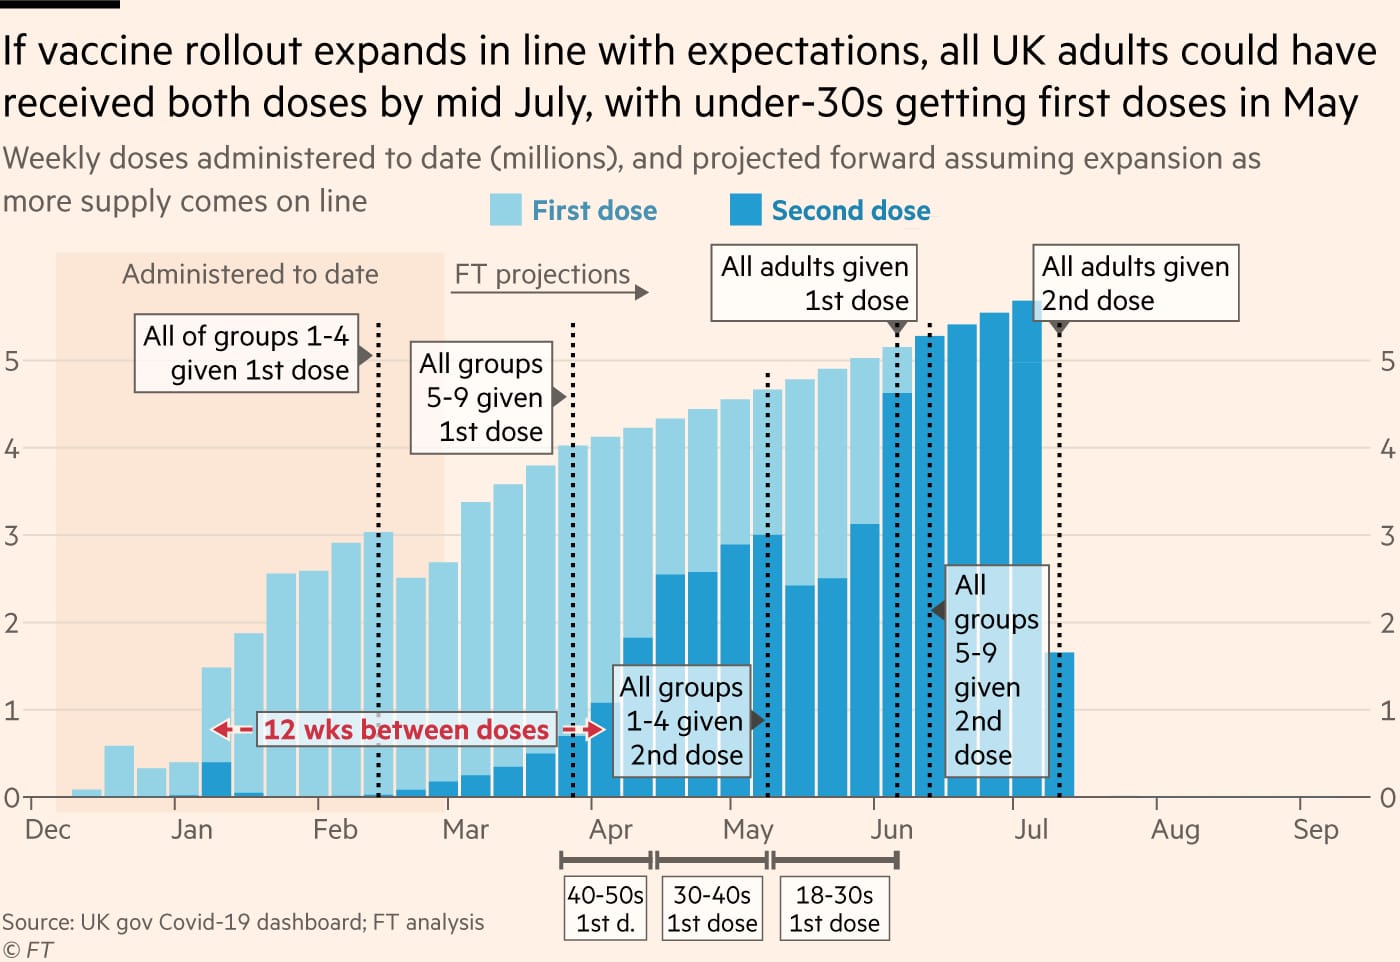 If vaccine rollout expands in line with expectations, all UK adults could have
received both doses by mid July, with under-30s getting first doses in May
Weekly doses administered to date (millions), and projected forward assuming expansion as
more supply comes on line
First dose
Second dose
Administered to date
FT projections
All of groups 1-4
given 1st dose
All groups
5-9 given
1st dose
All adults given
1st dose
All adults given
2nd dose
5
4
3
2
1
0
5
4
3
2
1
0
12 wks between doses
All groups
1-4 given
2nd dose
All
groups
5-9
given
2nd
dose
Dec
Jan
Feb
Mar
Apr
May
Jun
Jul
Aug
Sep
40-50s
1st d.
30-40s
1st dose
18-30s
1st dose
Source: UK gov Covid-19 dashboard; FT analysis
© FT